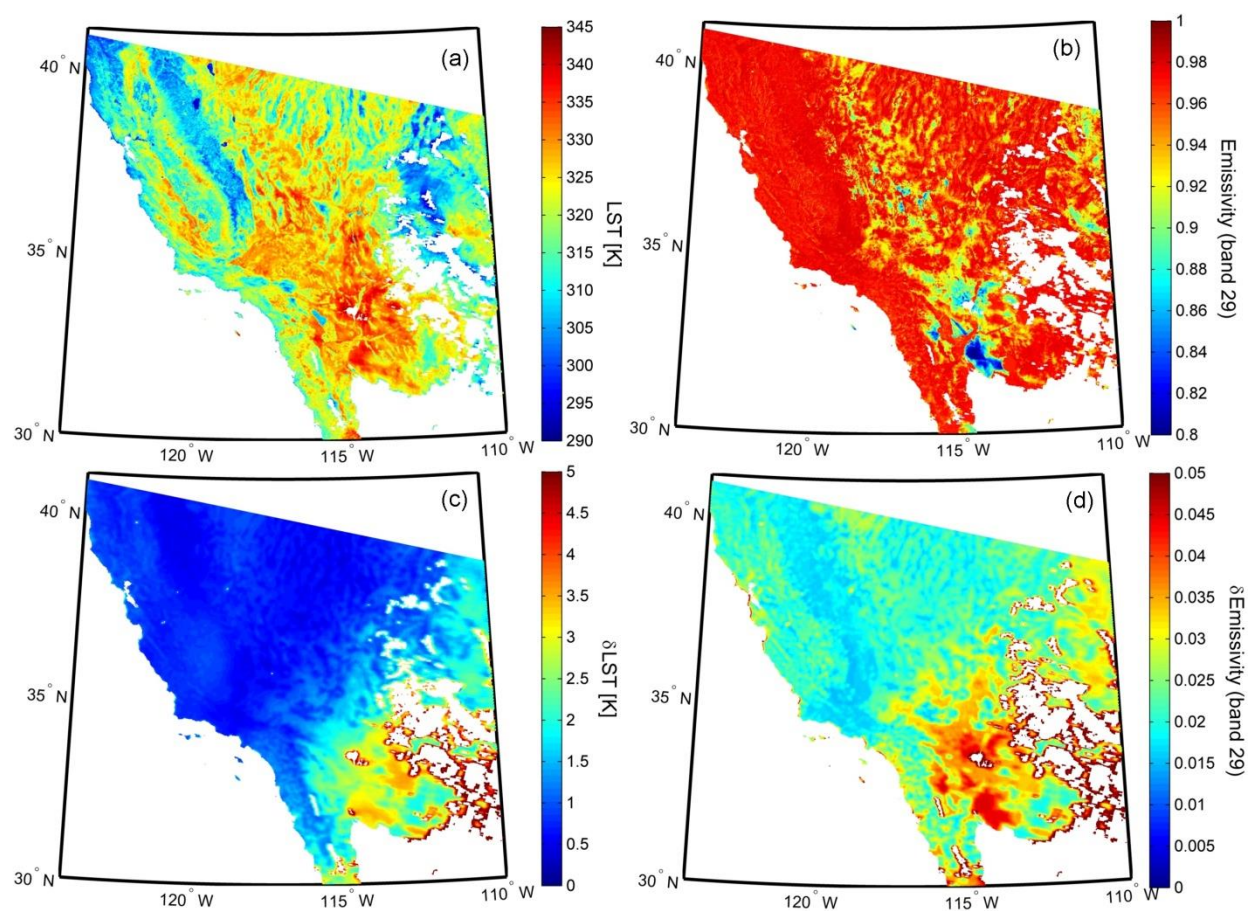 (a)
345
340
335
330
325
320
315
310
305
300
295
290
LST [K]
40° N
35° N
30° N
120° W
115° W
110° W
(b)
1
0.98
0.96
0.94
0.92
0.9
0.88
0.86
0.84
0.82
0.8
Emissivity (band 29)
40° N
35° N
30° N
120° W
115° W
110° W
(c)
5
4.5
4
3.5
3
2.5
2
1.5
1
0.5
0
δLST [K]
40° N
35° N
30° N
120° W
115° W
110° W
(d)
0.05
0.045
0.04
0.035
0.03
0.025
0.02
0.015
0.01
0.005
0
δEmissivity (band 29)
40° N
35° N
30° N
120° W
115° W
110° W